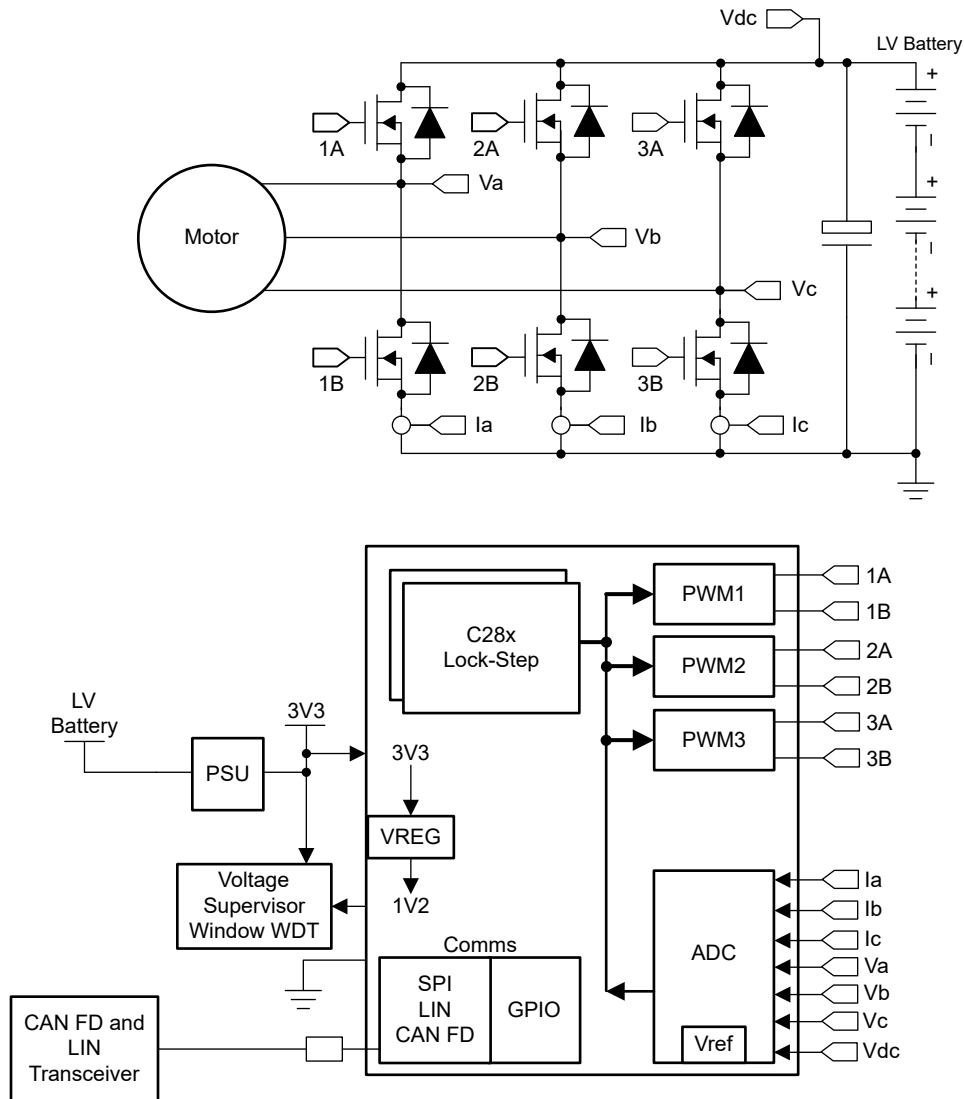 Vdc
LV Battery
+
1A
2A
3A
–
Va
+
Motor
Vb
–
Vc
+
1B
2B
3B
–
Ia
Ib
Ic
C28x
Lock-Step
PWM1
1A
1B
PWM2
2A
2B
PWM3
3A
3B
LV
Battery
3V3
PSU
3V3
VREG
1V2
Voltage
Supervisor
Window WDT
Comms
SPI
LIN
CAN FD
GPIO
CAN FD and
LIN
Transceiver
ADC
Vref
Ia
Ib
Ic
Va
Vb
Vc
Vdc